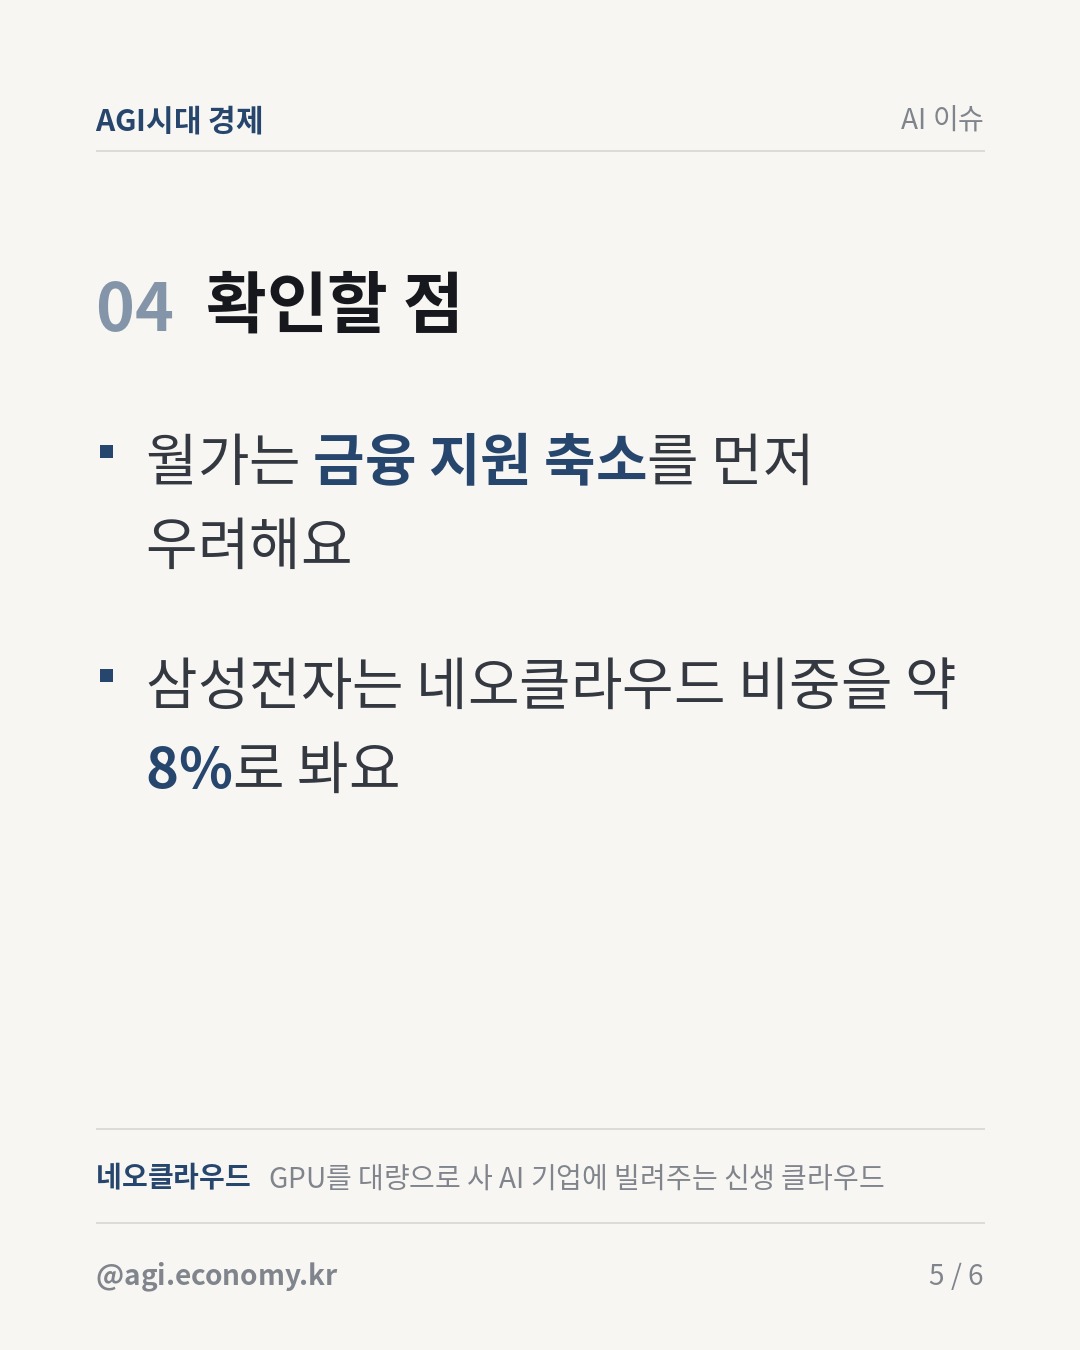 AGI시대 경제
AI 이슈
04 확인할 점
▪ 월가는 금융 지원 축소를 먼저
우려해요
▪ 삼성전자는 네오클라우드 비중을 약
8%로 봐요
네오클라우드 GPU를 대량으로 사 AI 기업에 빌려주는 신생 클라우드
@agi.economy.kr
5 / 6